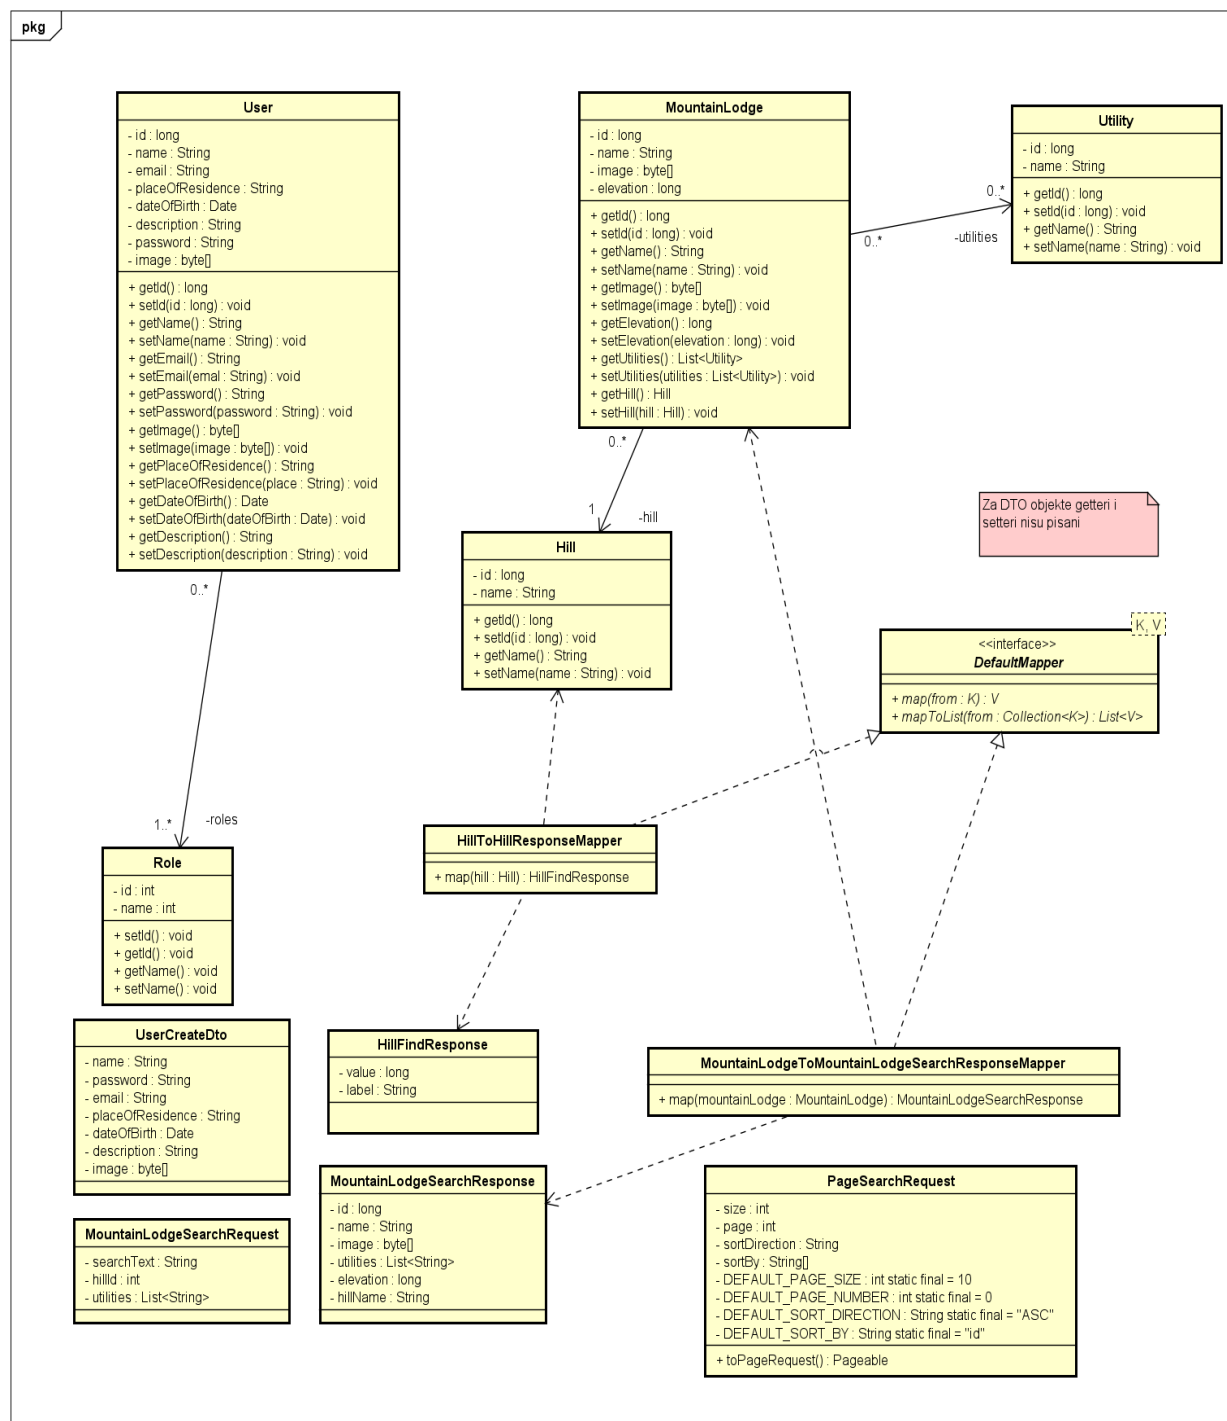 pkg
User
- id : long
- name : String
- email : String
- placeOfResidence : String
- dateOfBirth : Date
- description : String
- password : String
- image : byte[]
+ getId() : long
+ setId(id : long) : void
+ getName() : String
+ setName(name : String) : void
+ getEmail() : String
+ setEmail(emal : String) : void
+ getPassword() : String
+ setPassword(password : String) : void
+ getImage() : byte[]
+ setImage(image : byte[]) : void
+ getPlaceOfResidence() : String
+ setPlaceOfResidence(place : String) : void
+ getDateOfBirth() : Date
+ setDateOfBirth(dateOfBirth : Date) : void
+ getDescription() : String
+ setDescription(description : String) : void
0..*
1..*
-roles
MountainLodge
- id : long
- name : String
- image : byte[]
- elevation : long
+ getId() : long
+ setId(id : long) : void
+ getName() : String
+ setName(name : String) : void
+ getImage() : byte[]
+ setImage(image : byte[]) : void
+ getElevation() : long
+ setElevation(elevation : long) : void
+ getUtilities() : List<Utility>
+ setUtilities(utilities : List<Utility>) : void
+ getHill() : Hill
+ setHill(hill : Hill) : void
0..*
0..*
-utilities
Utility
- id : long
- name : String
+ getId() : long
+ setId(id : long) : void
+ getName() : String
+ setName(name : String) : void
0..*
1
-hill
Hill
- id : long
- name : String
+ getId() : long
+ setId(id : long) : void
+ getName() : String
+ setName(name : String) : void
Za DTO objekte getteri i
setteri nisu pisani
K, V
<<interface>>
DefaultMapper
+ map(from : K) : V
+ mapToList(from : Collection<K>) : List<V>
HillToHillResponseMapper
+ map(hill : Hill) : HillFindResponse
Role
- id : int
- name : int
+ setId() : void
+ getId() : void
+ getName() : void
+ setName() : void
UserCreateDto
- name : String
- password : String
- email : String
- placeOfResidence : String
- dateOfBirth : Date
- description : String
- image : byte[]
HillFindResponse
- value : long
- label : String
MountainLodgeToMountainLodgeSearchResponseMapper
+ map(mountainLodge : MountainLodge) : MountainLodgeSearchResponse
MountainLodgeSearchRequest
- searchText : String
- hillId : int
- utilities : List<String>
MountainLodgeSearchResponse
- id : long
- name : String
- image : byte[]
- utilities : List<String>
- elevation : long
- hillName : String
PageSearchRequest
- size : int
- page : int
- sortDirection : String
- sortBy : String[]
- DEFAULT_PAGE_SIZE : int static final = 10
- DEFAULT_PAGE_NUMBER : int static final = 0
- DEFAULT_SORT_DIRECTION : String static final = "ASC"
- DEFAULT_SORT_BY : String static final = "id"
+ toPageRequest() : Pageable